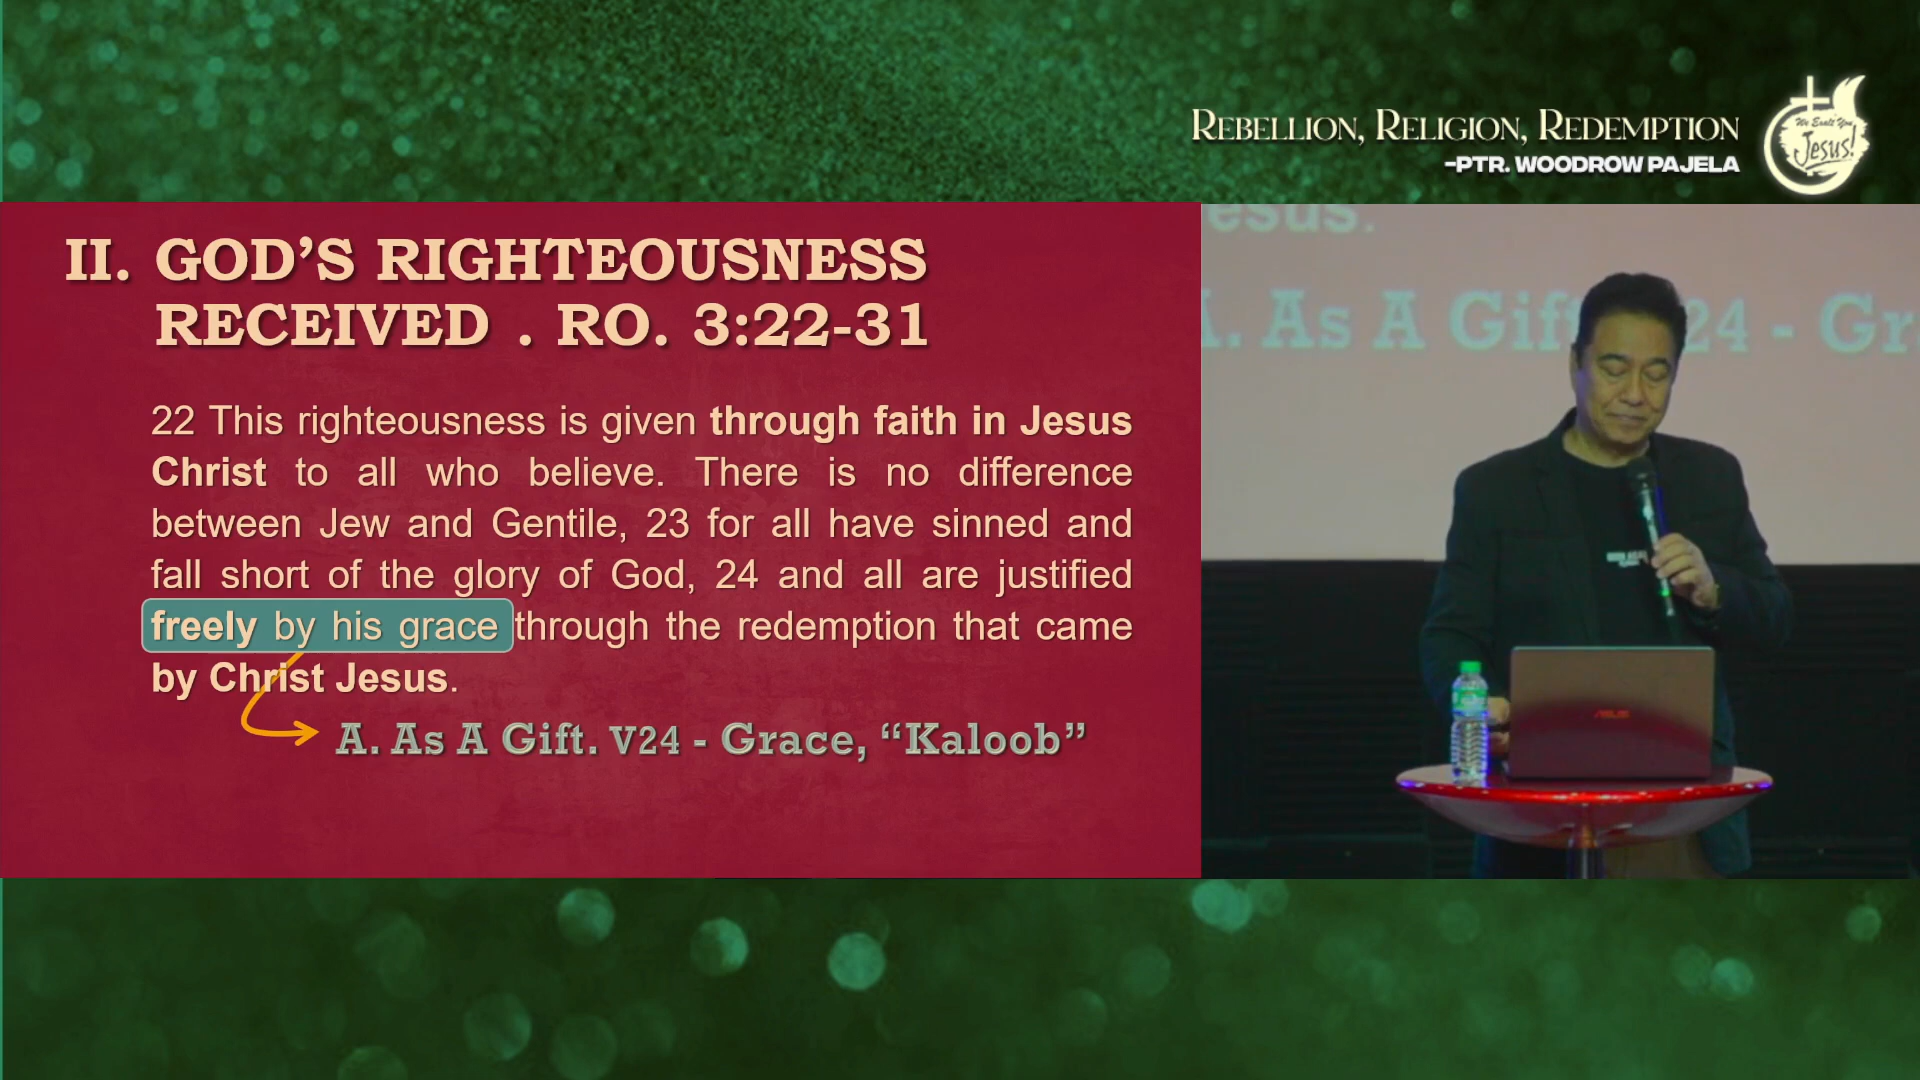 REBELLION, RELIGION, REDEMPTION
-PTR. WOODROW PAJELA
We Exalt You
Jesus!
II. GOD’S RIGHTEOUSNESS
RECEIVED . RO. 3:22-31
22 This righteousness is given through faith in Jesus
Christ to all who believe. There is no difference
between Jew and Gentile, 23 for all have sinned and
fall short of the glory of God, 24 and all are justified
freely by his grace through the redemption that came
by Christ Jesus.
A. As A Gift. V24 - Grace, “Kaloob”
esus.
A. As A Gif 24 - Gr
ASUS